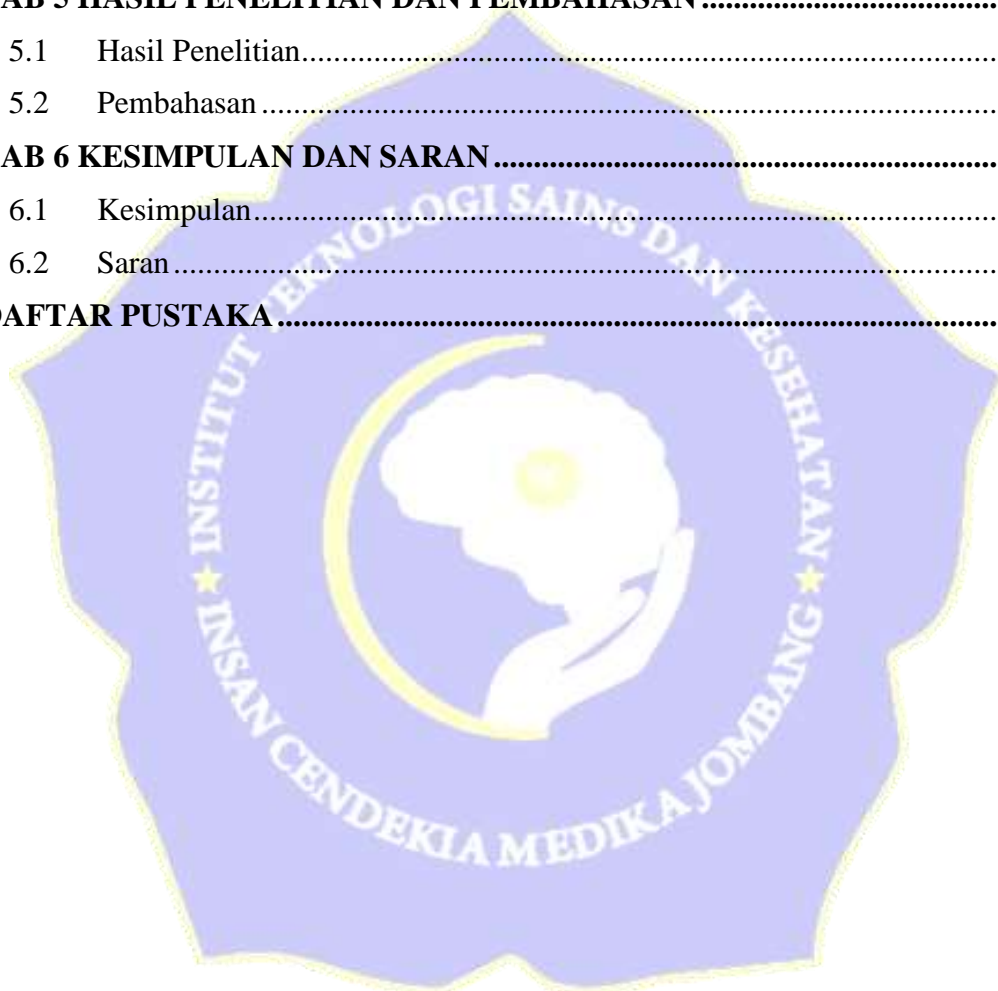 AB 5 HASIL PENELITIAN DAN PEMBAHASAN........................................
5.1 Hasil Penelitian........................................................................................
5.2 Pembahasan.............................................................................................
AB 6 KESIMPULAN DAN SARAN................................................................
6.1 Kesimpulan..............................................................................................
6.2 Saran........................................................................................................
DAFTAR PUSTAKA...........................................................................................
INSTITUT TEKNOLOGI SAINS DAN KESEHATAN
INSAN CENDEKIA MEDIKA JOMBANG